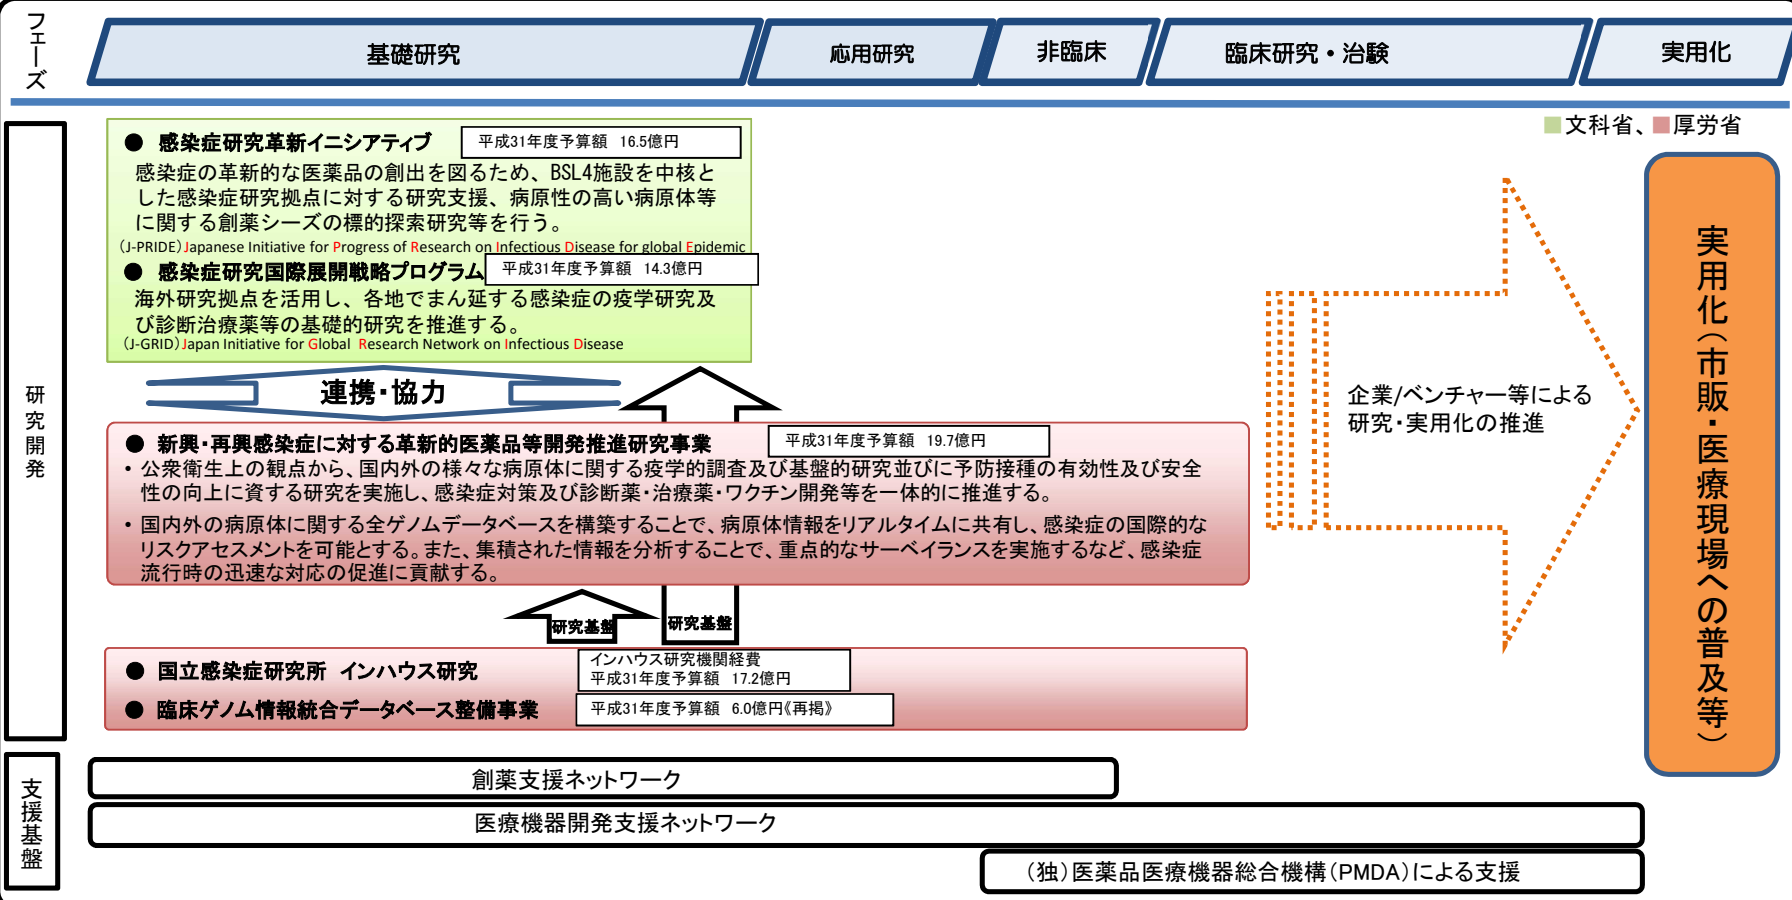 フェーズ
基礎研究
応用研究
非臨床
臨床研究・治験
実用化
■文科省、■厚労省
研究開発
● 感染症研究革新イニシアティブ
平成31年度予算額 16.5億円
感染症の革新的な医薬品の創出を図るため、BSL4施設を中核と
した感染症研究拠点に対する研究支援、病原性の高い病原体等
に関する創薬シーズの標的探索研究等を行う。
(J-PRIDE)Japanese Initiative for Progress of Research on Infectious Disease for global Epidemic
● 感染症研究国際展開戦略プログラム
平成31年度予算額 14.3億円
海外研究拠点を活用し、各地でまん延する感染症の疫学研究及
び診断治療薬等の基礎的研究を推進する。
(J-GRID)Japan Initiative for Global Research Network on Infectious Disease
連携・協力
● 新興・再興感染症に対する革新的医薬品等開発推進研究事業
平成31年度予算額 19.7億円
・公衆衛生上の観点から、国内外の様々な病原体に関する疫学的調査及び基盤的研究並びに予防接種の有効性及び安全
性の向上に資する研究を実施し、感染症対策及び診断薬・治療薬・ワクチン開発等を一体的に推進する。
・国内外の病原体に関する全ゲノムデータベースを構築することで、病原体情報をリアルタイムに共有し、感染症の国際的な
リスクアセスメントを可能とする。また、集積された情報を分析することで、重点的なサーベイランスを実施するなど、感染症
流行時の迅速な対応の促進に貢献する。
研究基盤
研究基盤
● 国立感染症研究所 インハウス研究
インハウス研究機関経費
平成31年度予算額 17.2億円
● 臨床ゲノム情報統合データベース整備事業
平成31年度予算額 6.0億円《再掲》
企業/ベンチャー等による
研究・実用化の推進
実用化(市販・医療現場への普及等)
支援基盤
創薬支援ネットワーク
医療機器開発支援ネットワーク
(独)医薬品医療機器総合機構(PMDA)による支援